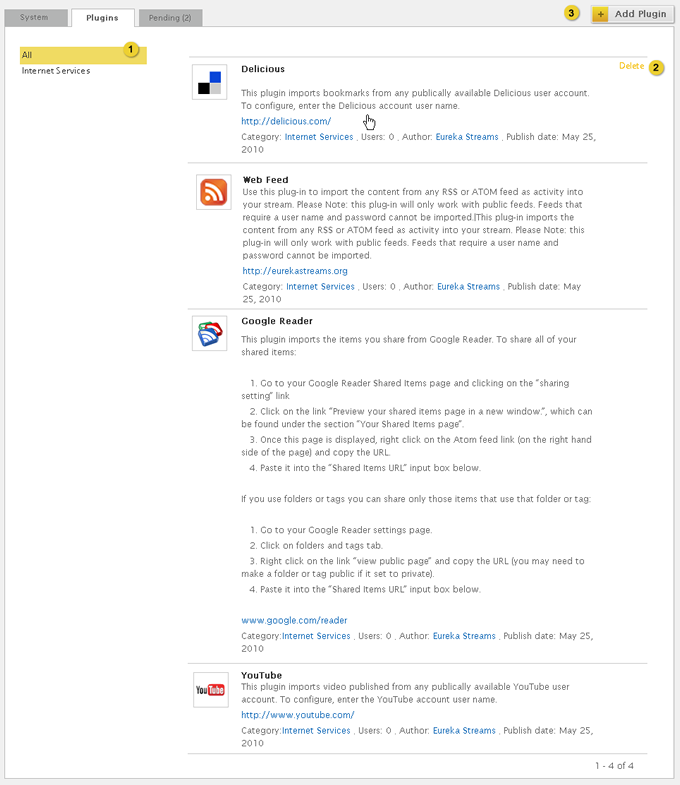 System
Plugins
Pending (2)
3
+ Add Plugin
All
1
Internet Services
Delicious
Delete
2
This plugin imports bookmarks from any publically available Delicious user account.
To configure, enter the Delicious account user name.
http://delicious.com/
Category: Internet Services , Users: 0 , Author: Eureka Streams , Publish date: May 25,
2010
Web Feed
Use this plug-in to import the content from any RSS or ATOM feed as activity into
your stream. Please Note: this plug-in will only work with public feeds. Feeds that
require a user name and password cannot be imported.|This plug-in imports the
content from any RSS or ATOM feed as activity into your stream. Please Note: this
plug-in will only work with public feeds. Feeds that require a user name and
password cannot be imported.
http://eurekastreams.org
Category: Internet Services , Users: 0 , Author: Eureka Streams , Publish date: May
25, 2010
Google Reader
This plugin imports the items you share from Google Reader. To share all of your
shared items:
1. Go to your Google Reader Shared Items page and clicking on the "sharing
setting" link
2. Click on the link "Preview your shared items page in a new window.", which can
be found under the section "Your Shared Items page".
3. Once this page is displayed, right click on the Atom feed link (on the right hand
side of the page) and copy the URL.
4. Paste it into the "Shared Items URL" input box below.
If you use folders or tags you can share only those items that use that folder or tag:
1. Go to your Google Reader settings page.
2. Click on folders and tags tab.
3. Right click on the link "view public page" and copy the URL (you may need to
make a folder or tag public if it set to private).
4. Paste it into the "Shared Items URL" input box below.
www.google.com/reader
Category:Internet Services , Users: 0 , Author: Eureka Streams , Publish date: May 25,
2010
YouTube
You Tube
This plugin imports video published from any publically available YouTube user
account. To configure, enter the YouTube account user name.
http://www.youtube.com/
Category:Internet Services , Users: 0 , Author: Eureka Streams , Publish date: May 25,
2010
1 - 4 of 4